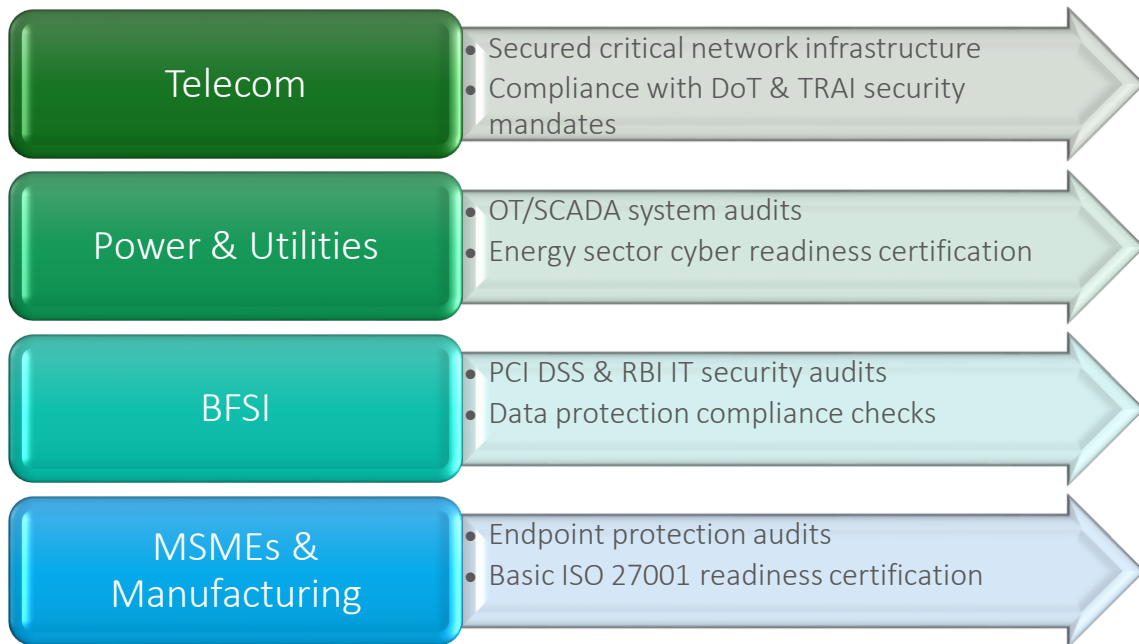 Telecom
• Secured critical network infrastructure
• Compliance with DoT & TRAI security
mandates
Power & Utilities
• OT/SCADA system audits
• Energy sector cyber readiness certification
BFSI
• PCI DSS & RBI IT security audits
• Data protection compliance checks
MSMEs &
Manufacturing
• Endpoint protection audits
• Basic ISO 27001 readiness certification